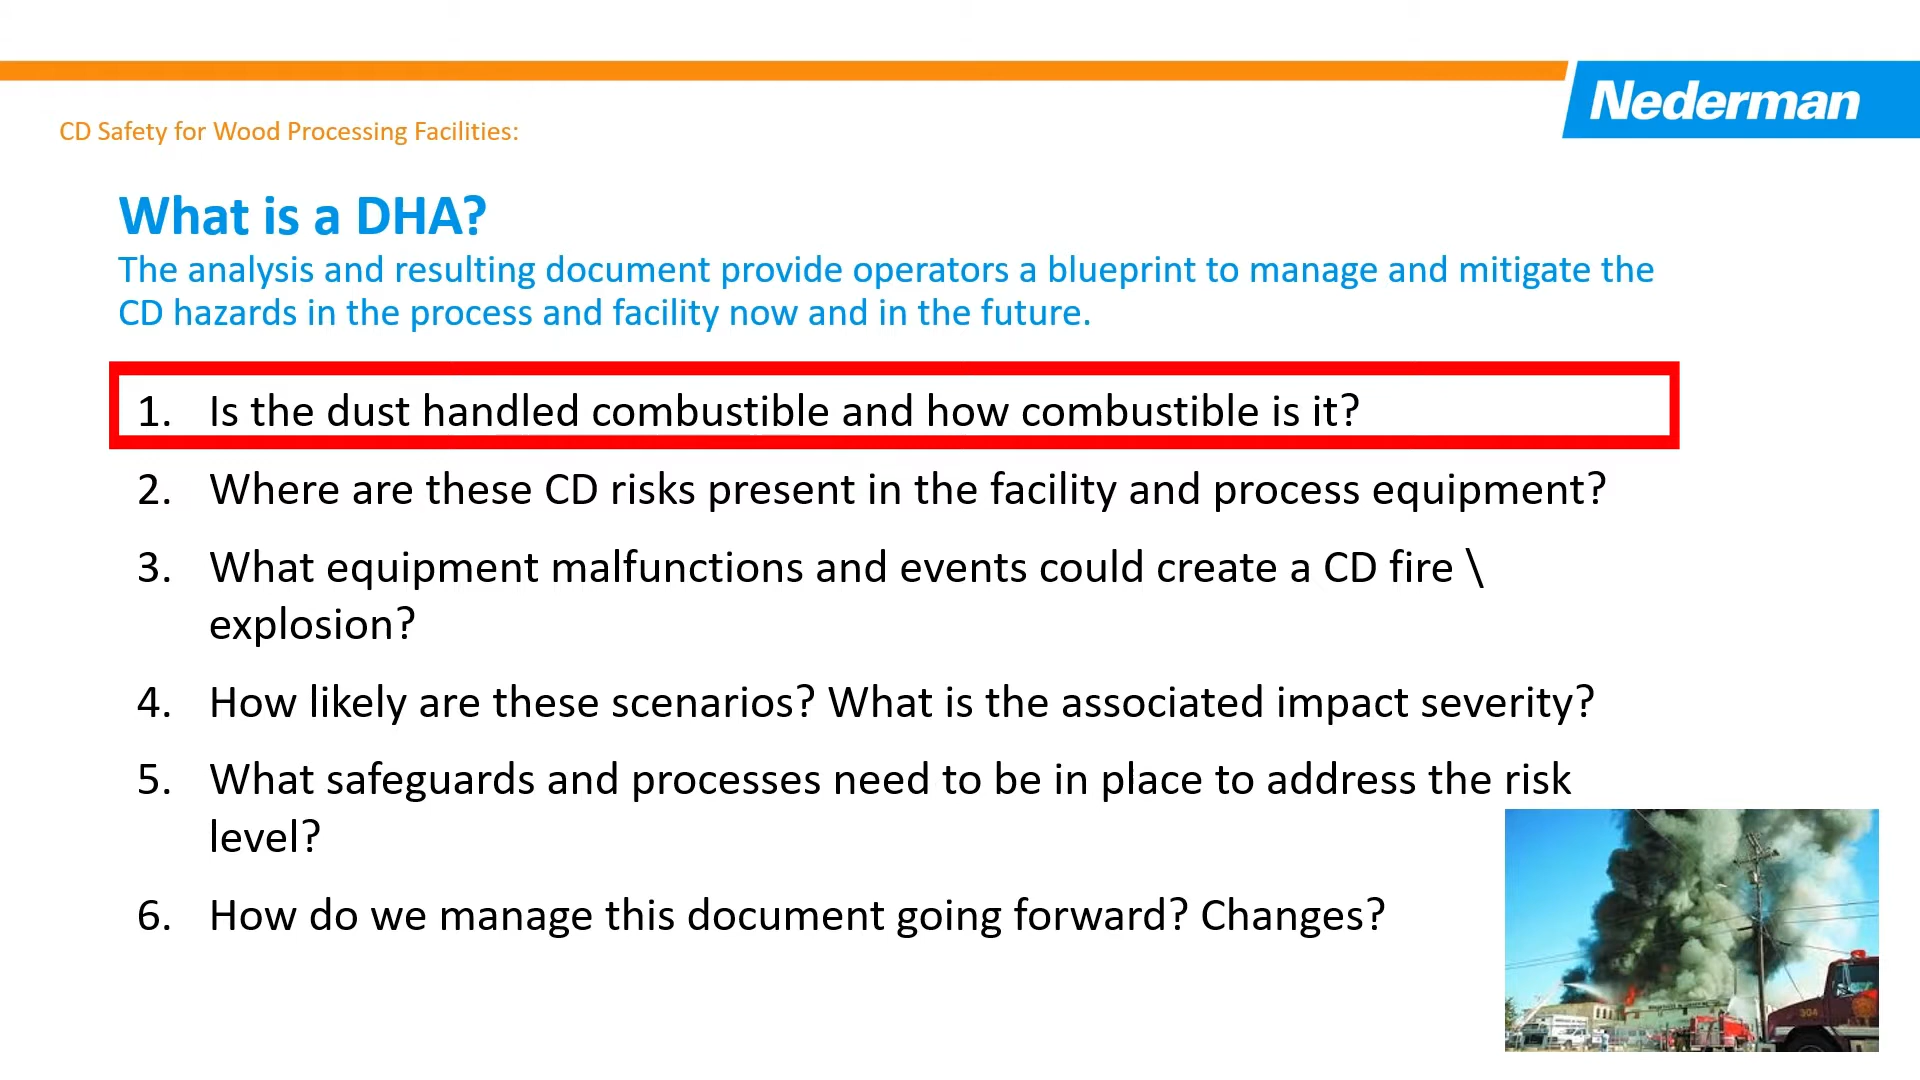 Nederman
CD Safety for Wood Processing Facilities:
What is a DHA?
The analysis and resulting document provide operators a blueprint to manage and mitigate the
CD hazards in the process and facility now and in the future.
1. Is the dust handled combustible and how combustible is it?
2. Where are these CD risks present in the facility and process equipment?
3. What equipment malfunctions and events could create a CD fire \
explosion?
4. How likely are these scenarios? What is the associated impact severity?
5. What safeguards and processes need to be in place to address the risk
level?
6. How do we manage this document going forward? Changes?
304